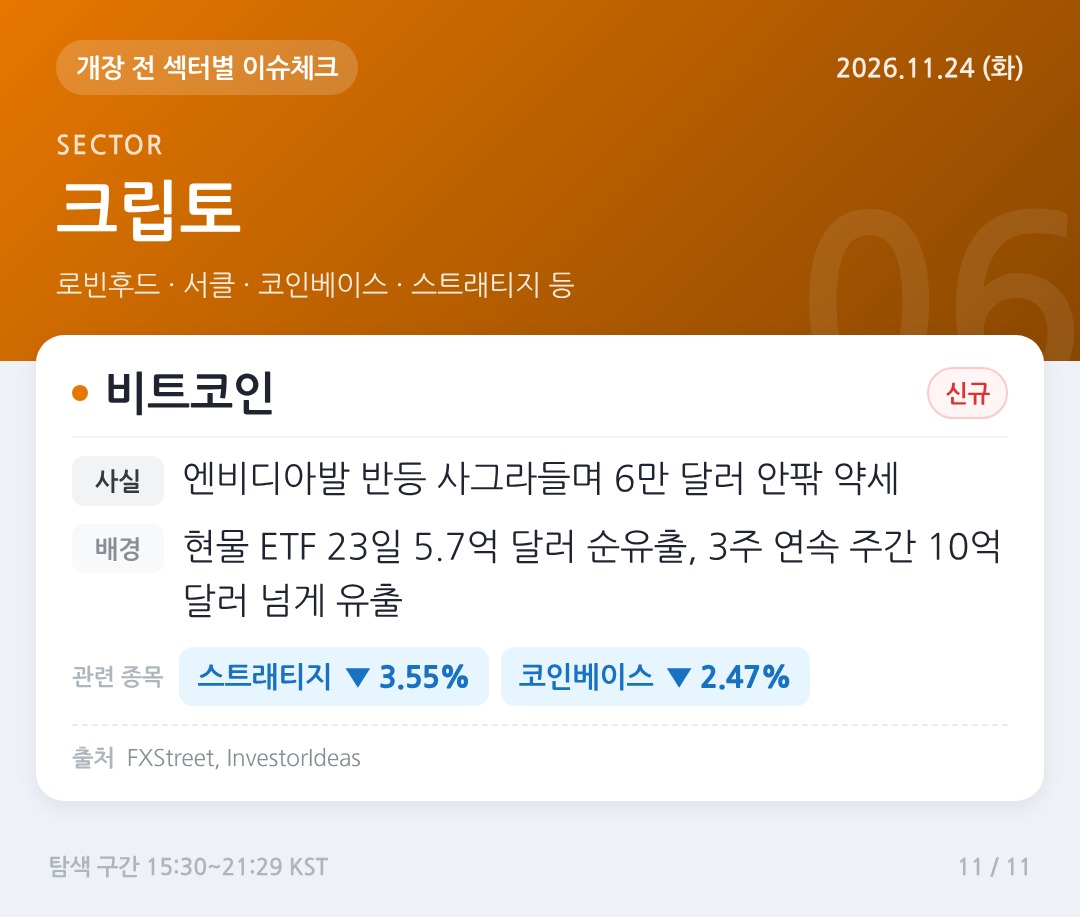 개장 전 섹터별 이슈체크
2026.11.24 (화)
SECTOR
크립토
로빈후드 · 서클 · 코인베이스 · 스트래티지 등
06
비트코인
신규
사실 엔비디아발 반등 사그라들며 6만 달러 안팎 약세
배경 현물 ETF 23일 5.7억 달러 순유출, 3주 연속 주간 10억
달러 넘게 유출
관련 종목 스트래티지 ▼ 3.55% 코인베이스 ▼ 2.47%
출처 FXStreet, InvestorIdeas
탐색 구간 15:30~21:29 KST
11 / 11